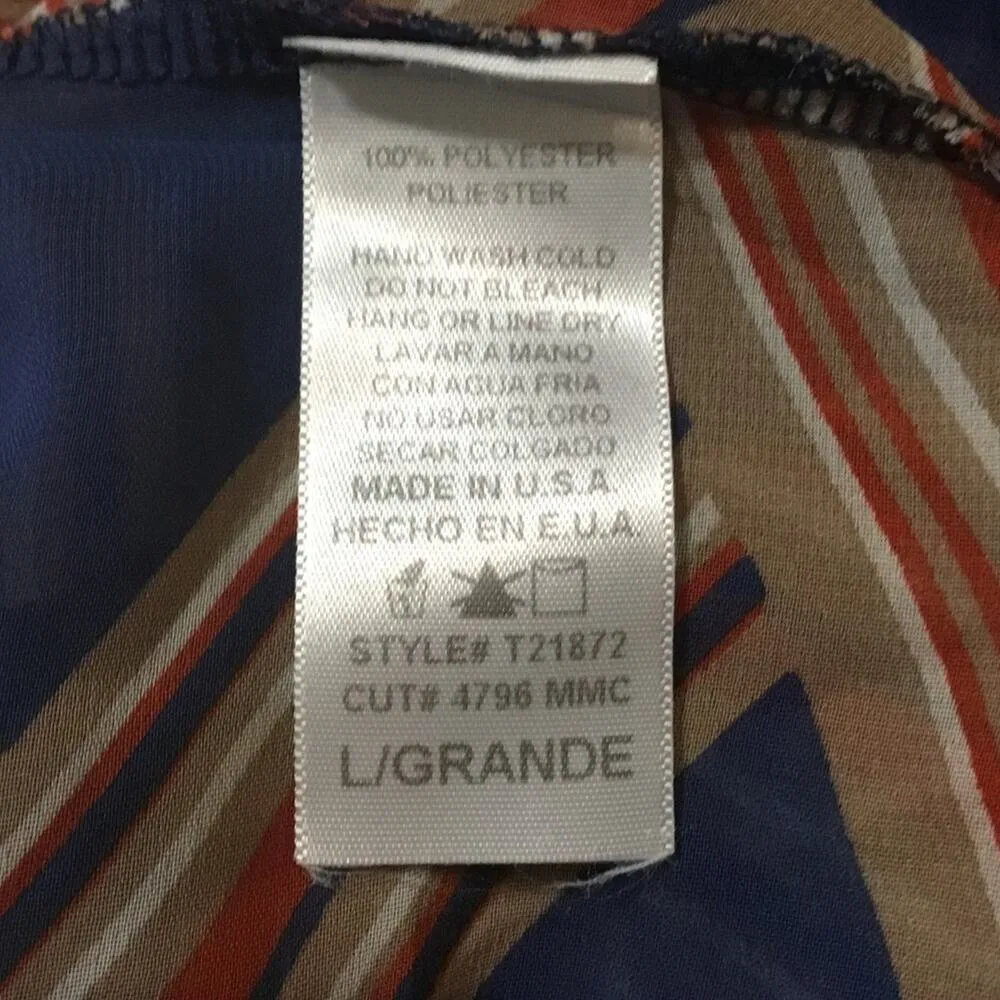 100% POLYESTER
POLIESTER
HAND WASH COLD
DO NOT BLEACH
HANG OR LINE DRY
LAVAR A MANO
CON AGUA FRIA
NO USAR CLORO
SECAR COLGADO
MADE IN U.S.A.
HECHO EN E.U.A.
STYLE# T21872
CUT# 4796 MMC
L/GRANDE